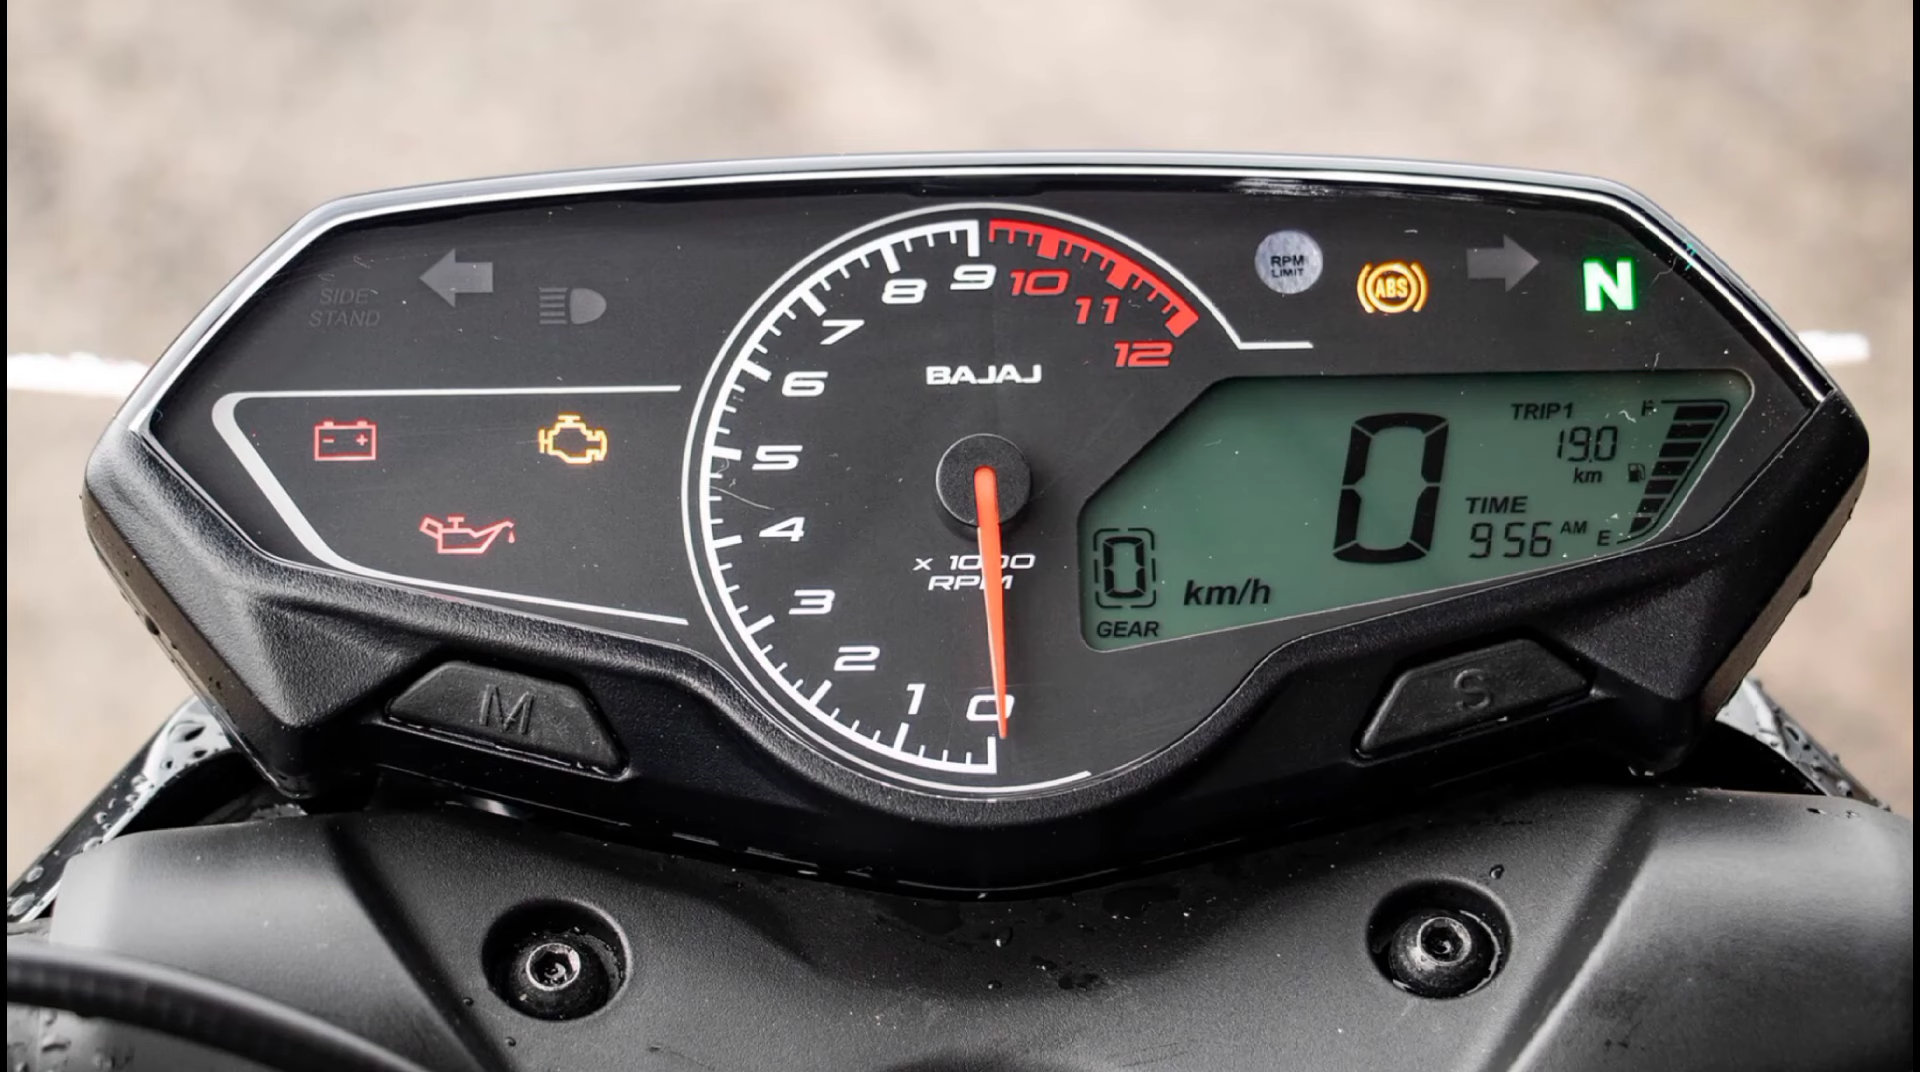 SIDE
STAND
RPM
LIMIT
ABS
N
12
11
10
9
8
7
6
5
4
3
2
1
0
BAJAJ
x 1000
RPM
- +
0
TRIP1
19.0
km
F
E
TIME
9 56 AM
0
km/h
GEAR
M
S